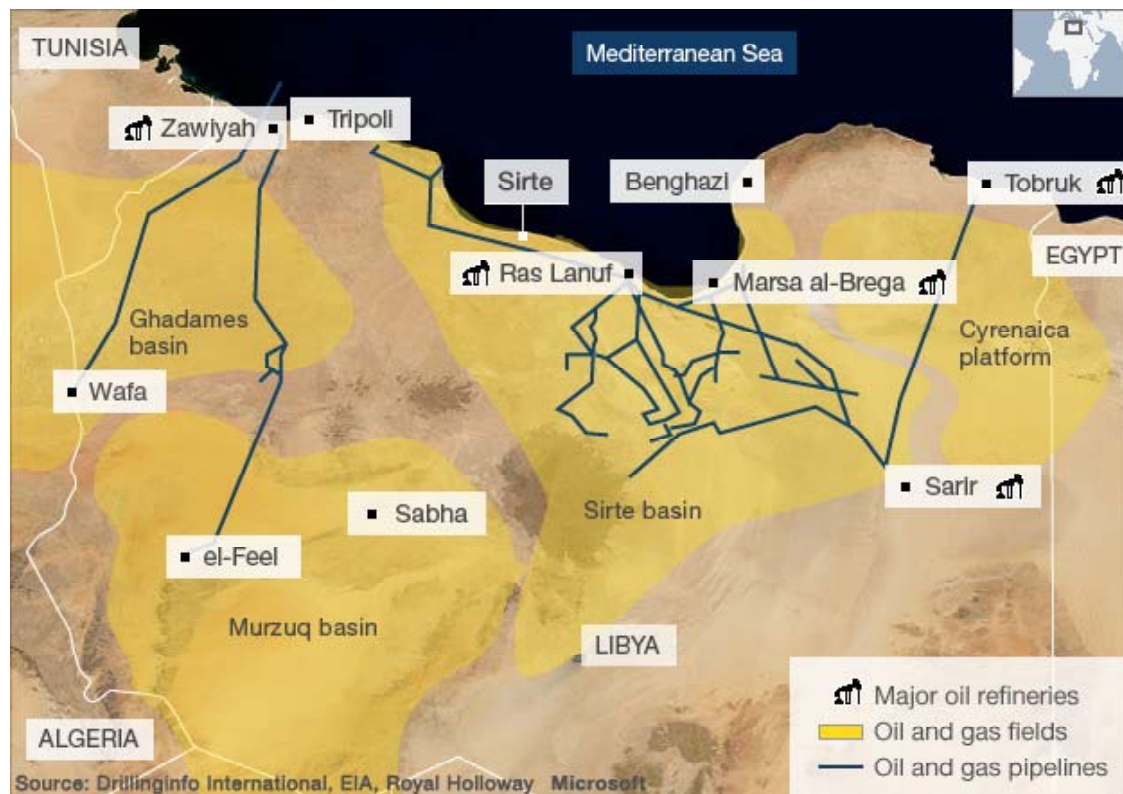 TUNISIA
Mediterranean Sea
Zawiyah
Tripoli
Sirte
Benghazi
Tobruk
EGYPT
Ras Lanuf
Marsa al-Brega
Ghadames
basin
Cyrenaica
platform
Wafa
Sabha
Sirte basin
Sarir
el-Feel
Murzuq basin
LIBYA
ALGERIA
Major oil refineries
Oil and gas fields
Oil and gas pipelines
Source: Drillinginfo International, EIA, Royal Holloway Microsoft